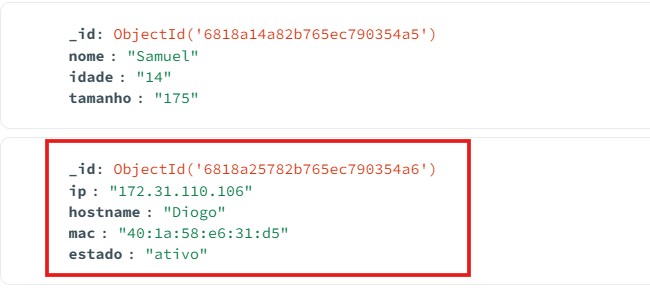 _id: ObjectId('6818a14a82b765ec790354a5')
nome : "Samuel"
idade : "14"
tamanho : "175"
_id: ObjectId('6818a25782b765ec790354a6')
ip : "172.31.110.106"
hostname : "Diogo"
mac : "40:1a:58:e6:31:d5"
estado : "ativo"